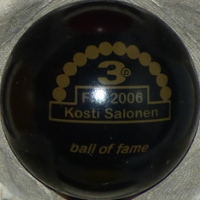 3®
2006
Kosti Salonen
ball of fame